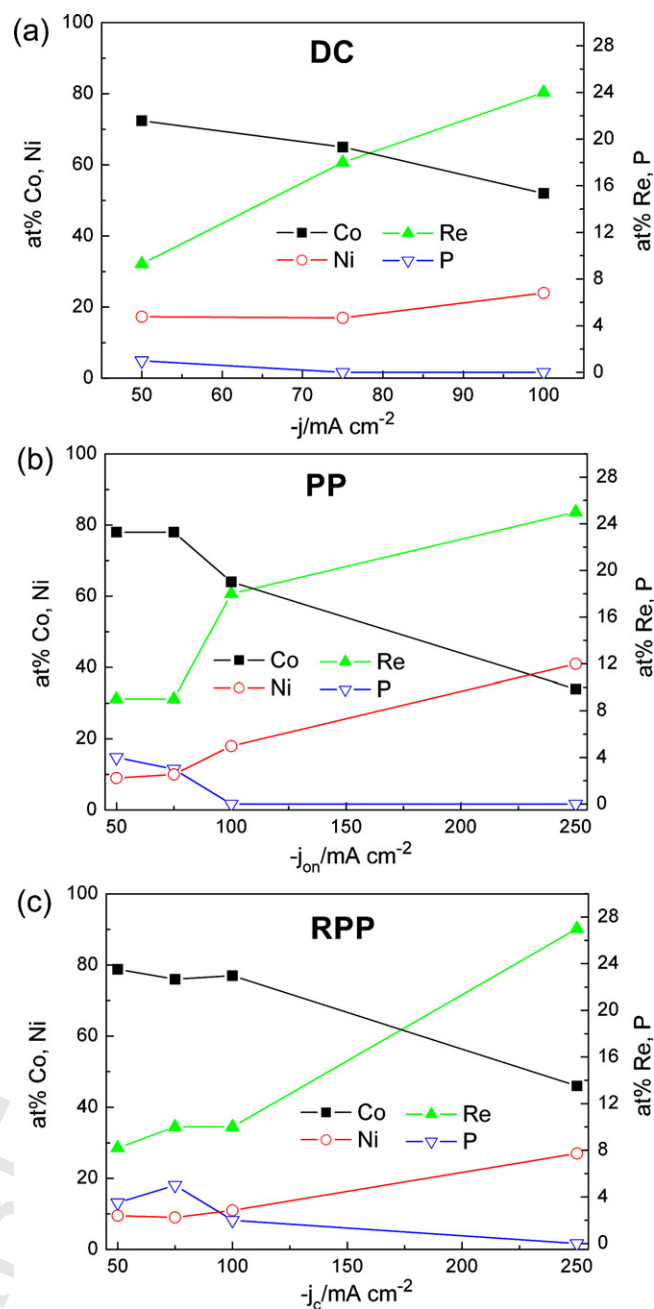 (a)
DC
100
80
60
40
20
0
28
24
20
16
12
8
4
0
at% Co, Ni
at% Re, P
Co
Re
Ni
P
50
60
70
80
90
100
-j/mA cm-2
(b)
PP
100
80
60
40
20
0
28
24
20
16
12
8
4
0
at% Co, Ni
at% Re, P
Co
Re
Ni
P
50
100
150
200
250
-jon/mA cm-2
(c)
RPP
100
80
60
40
20
0
28
24
20
16
12
8
4
0
at% Co, Ni
at% Re, P
Co
Re
Ni
P
50
100
150
200
250
-jc/mA cm-2